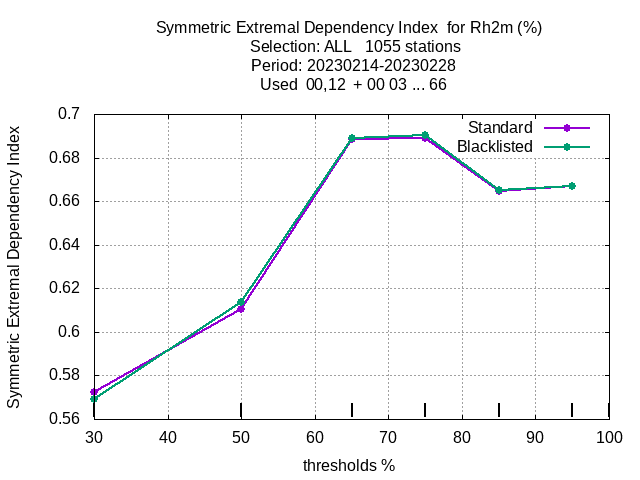 Symmetric Extremal Dependency Index  for Rh2m (%)
Selection: ALL   1055 stations
Period: 20230214-20230228
Used  00,12  + 00 03 ... 66
Symmetric Extremal Dependency Index
0.7
0.68
0.66
0.64
0.62
0.6
0.58
0.56
Standard
Blacklisted
30 40 50 60 70 80 90 100
thresholds %